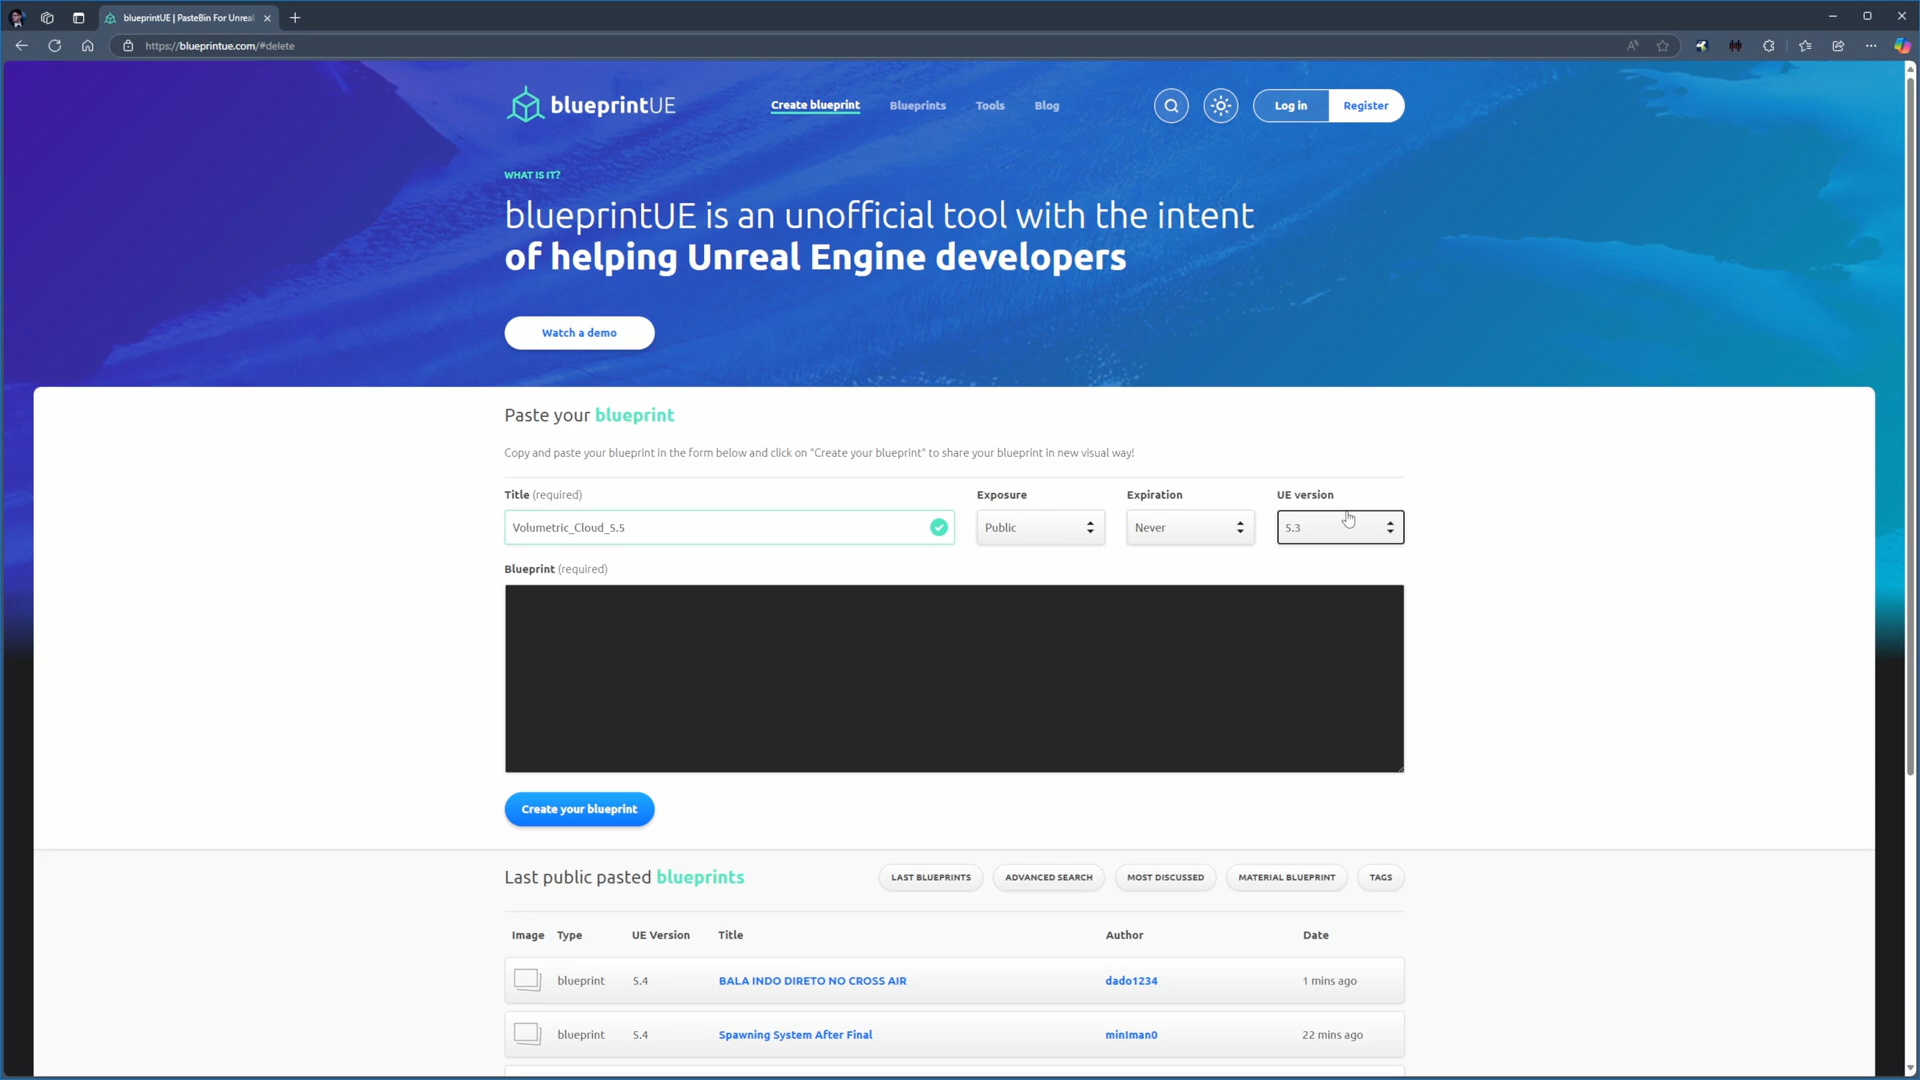 blueprintUE | PasteBin For Unreal
https://blueprintue.com/#delete
blueprintUE
Create blueprint
Blueprints
Tools
Blog
Log in
Register
WHAT IS IT?
blueprintUE is an unofficial tool with the intent
of helping Unreal Engine developers
Watch a demo
Paste your blueprint
Copy and paste your blueprint in the form below and click on "Create your blueprint" to share your blueprint in new visual way!
Title (required)
Exposure
Expiration
UE version
Volumetric_Cloud_5.5
Public
Never
5.3
Blueprint (required)
Create your blueprint
Last public pasted blueprints
LAST BLUEPRINTS
ADVANCED SEARCH
MOST DISCUSSED
MATERIAL BLUEPRINT
TAGS
Image Type UE Version Title Author Date
blueprint 5.4 BALA INDO DIRETO NO CROSS AIR dado1234 1 mins ago
blueprint 5.4 Spawning System After Final
22 mins ago